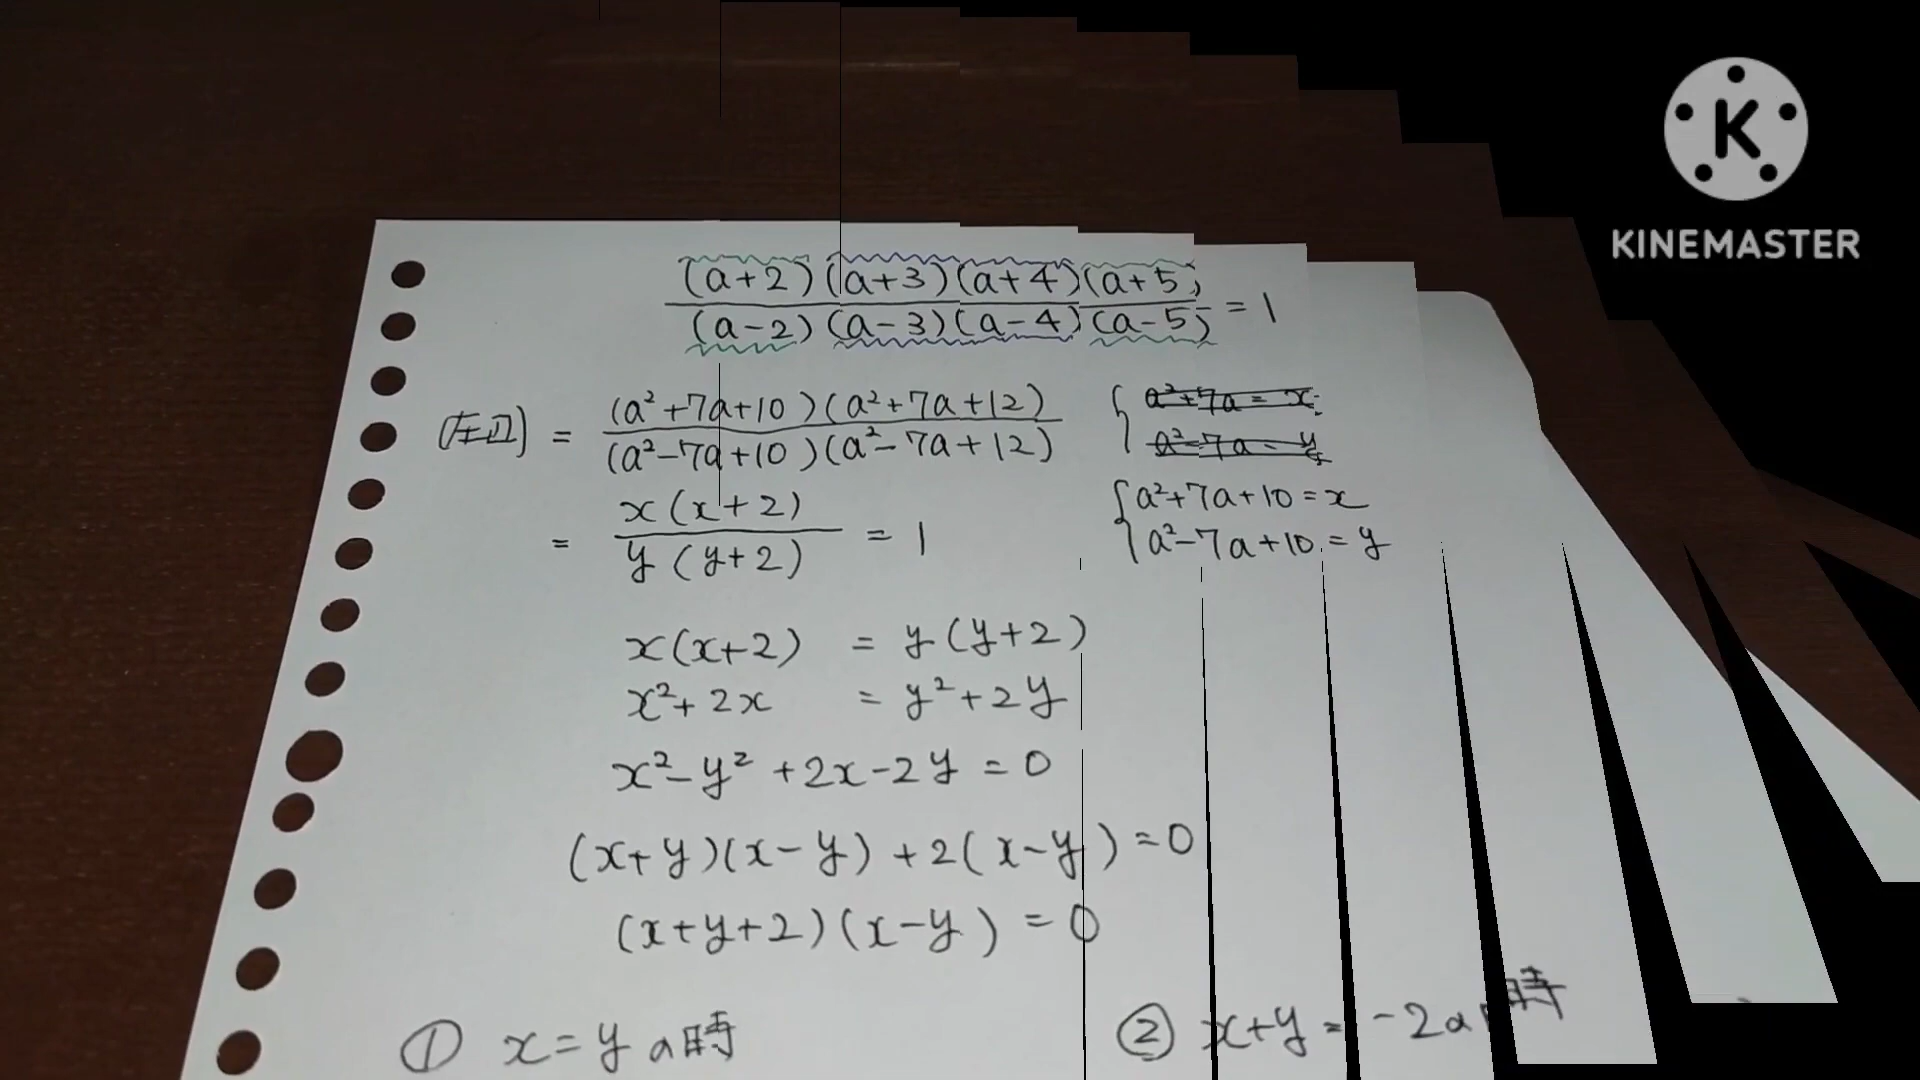 (a+2)(a+3)(a+4)(a+5)
(a-2)(a-3)(a-4)(a-5) = 1
(左辺) = (a²+7a+10)(a²+7a+12)
(a²-7a+10)(a²-7a+12)
a²+7a = x
a²-7a = y
a²+7a+10 = x
a²-7a+10 = y
= x(x+2)
y(y+2) = 1
x(x+2) = y(y+2)
x²+2x = y²+2y
x²-y²+2x-2y = 0
(x+y)(x-y)+2(x-y) = 0
(x+y+2)(x-y) = 0
① x=yの時
② x+y=-2の時
K
KINEMASTER